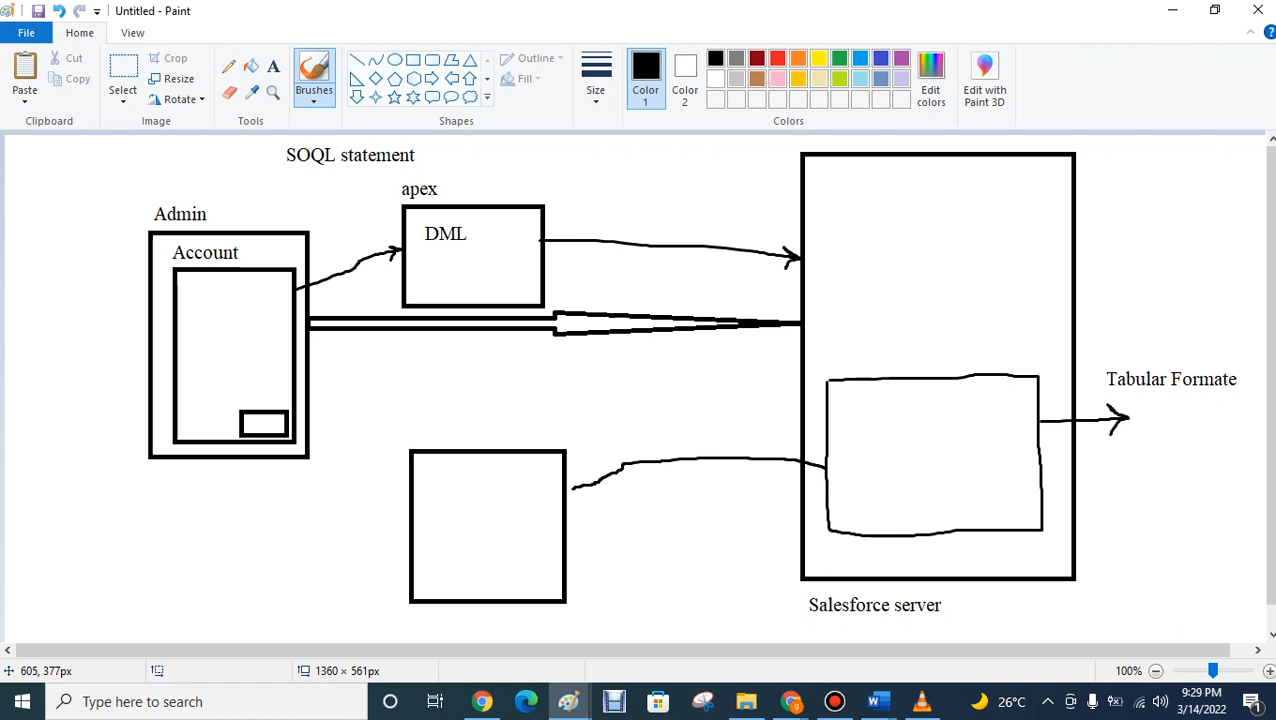 Untitled - Paint
File
Home
View
Paste
Cut
Copy
Clipboard
Select
Crop
Resize
Rotate
Image
A
Tools
Brushes
Shapes
Outline
Fill
Size
Color 1
Color 2
Edit colors
Colors
Edit with Paint 3D
SOQL statement
apex
Admin
DML
Account
Tabular Formate
Salesforce server
605, 377px
1360 × 561px
100%
Type here to search
26°C
9:29 PM
3/14/2022